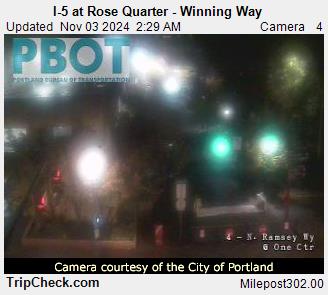 I-5 at Rose Quarter - Winning Way
Updated Nov 03 2024 2:29 AM Camera 4
PBOT
PORTLAND BUREAU OF TRANSPORTATION
4 - N. Ramsey Wy
@ One Ctr
Camera courtesy of the City of Portland
TripCheck.com Milepost302.00